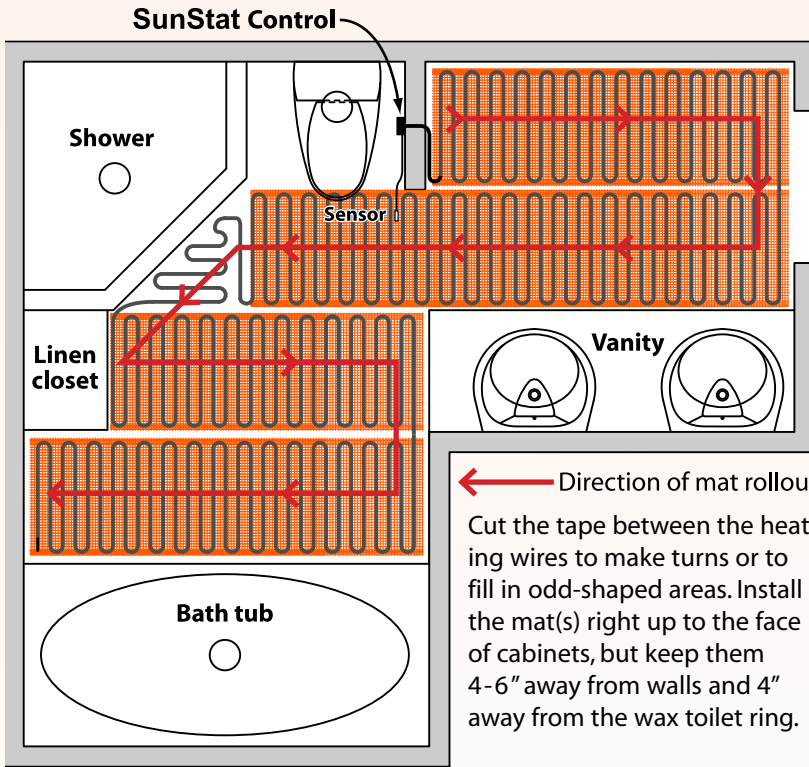 SunStat Control
Shower
Sensor
Linen
closet
Vanity
Direction of mat rollou
Cut the tape between the heat-
ing wires to make turns or to
fill in odd-shaped areas. Install
the mat(s) right up to the face
of cabinets, but keep them
4-6” away from walls and 4”
away from the wax toilet ring.
Bath tub